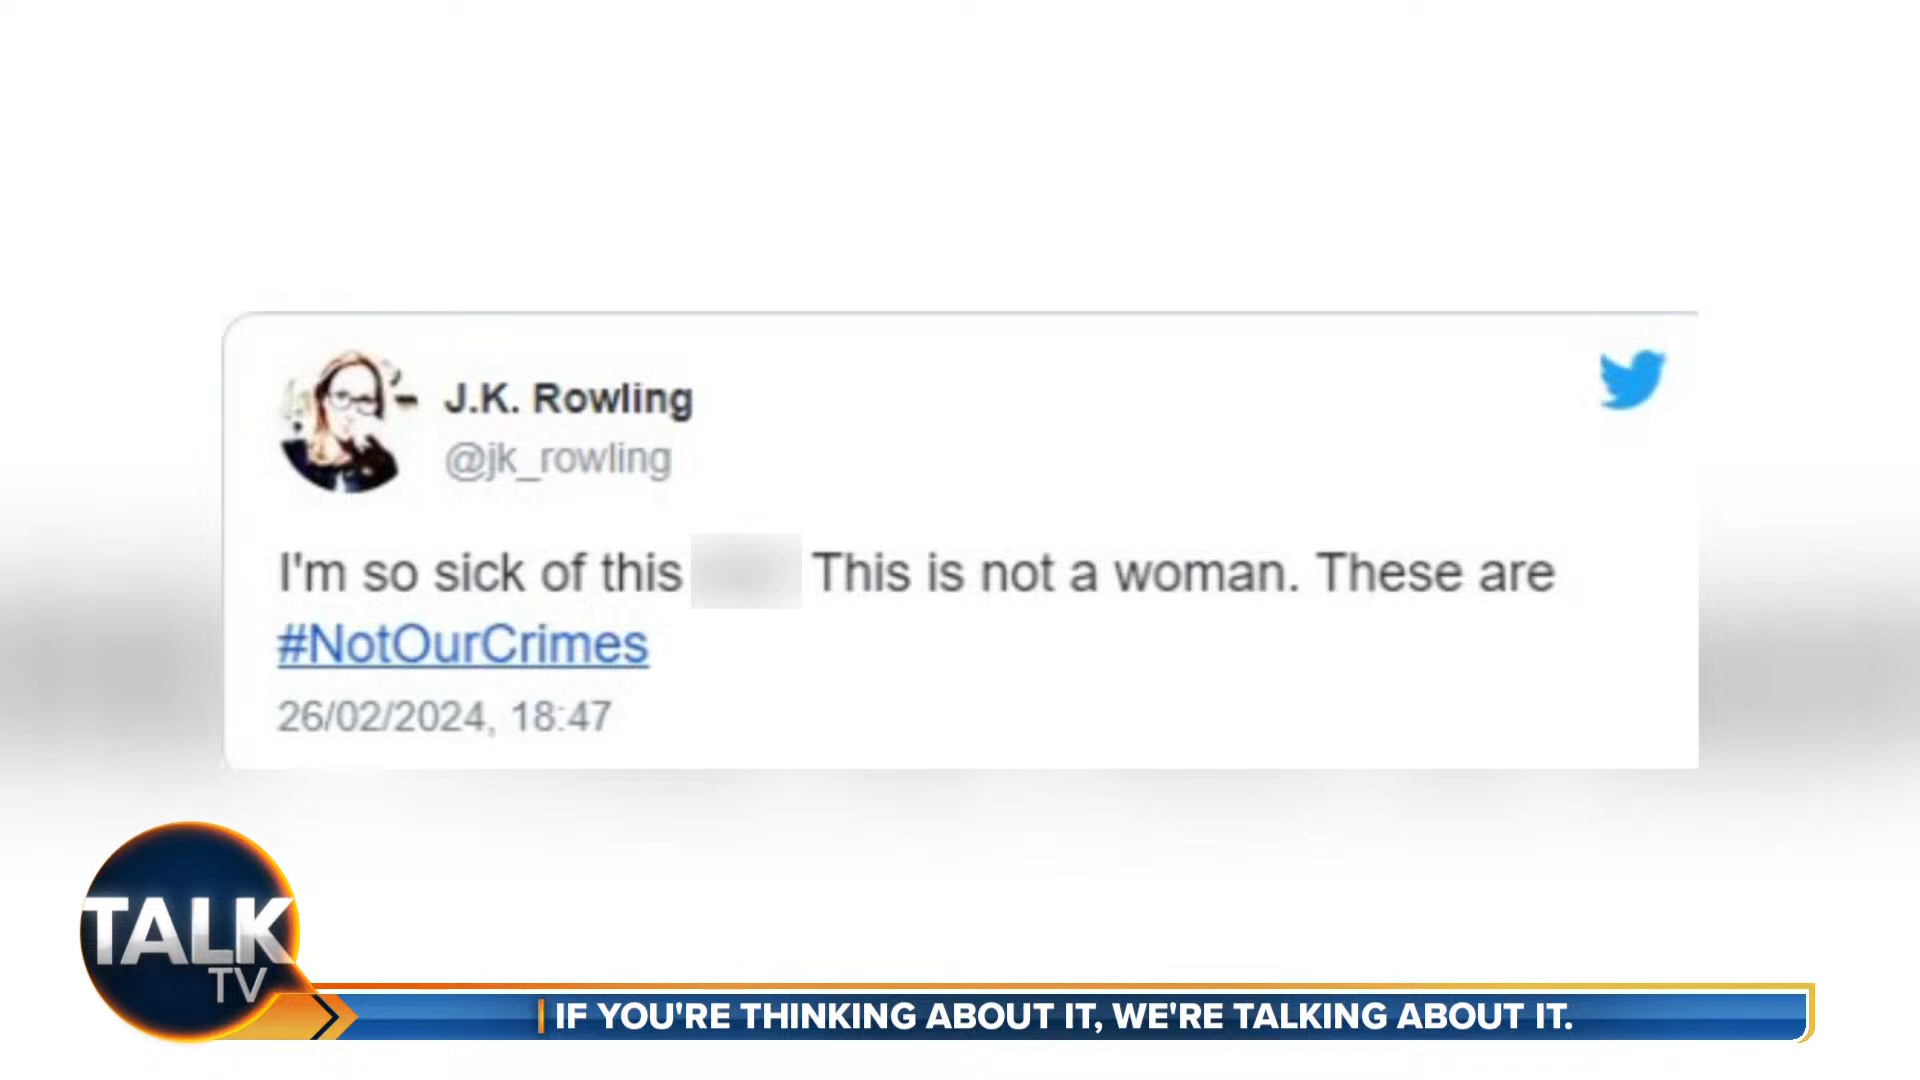 J.K. Rowling
@jk_rowling
I'm so sick of this This is not a woman. These are
#NotOurCrimes
26/02/2024, 18:47
TALK
TV
IF YOU'RE THINKING ABOUT IT, WE'RE TALKING ABOUT IT.